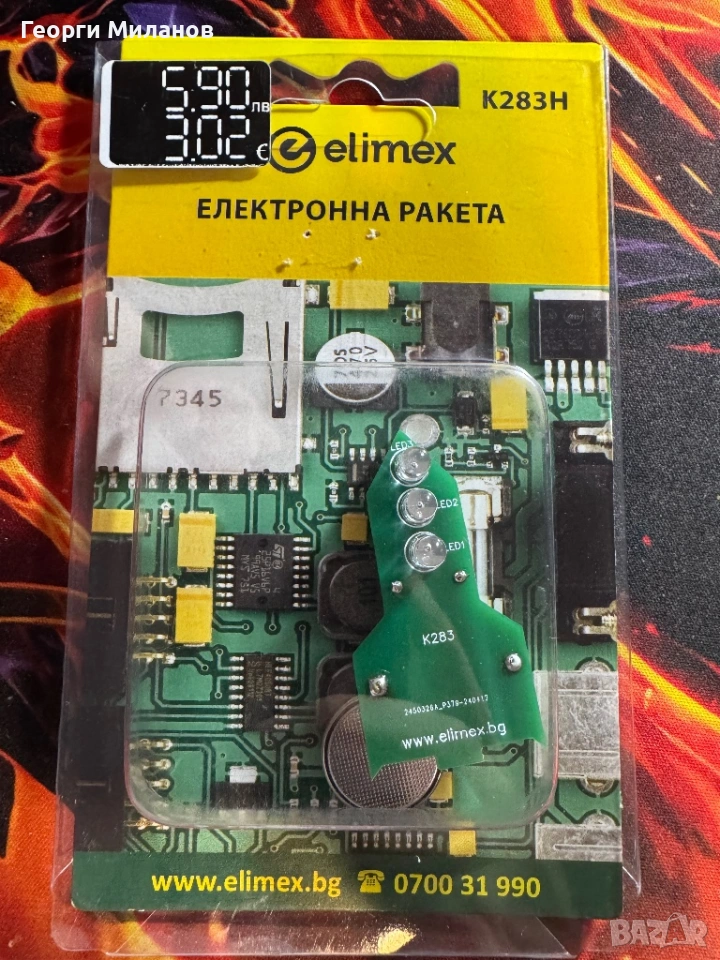 Георги Миланов
5.90 лв
3.02 €
K283H
elimex
ЕЛЕКТРОННА РАКЕТА
7345
LED3
LED2
LED1
K283
www.elimex.bg
www.elimex.bg ☎ 0700 31 990
BAZAR